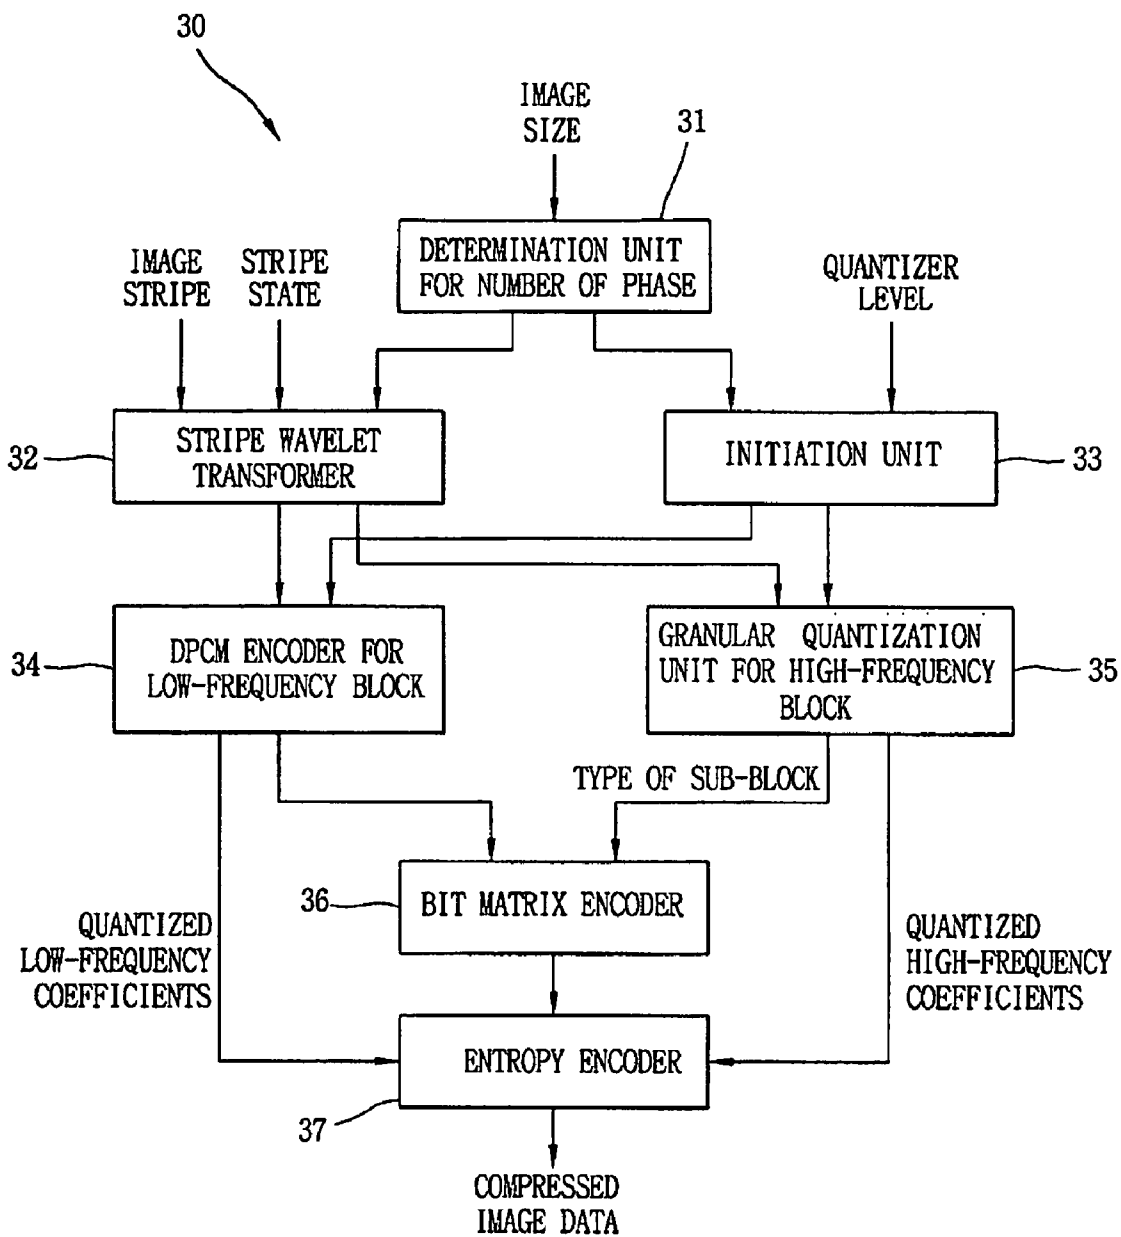 30
IMAGE
SIZE
31
DETERMINATION UNIT
FOR NUMBER OF PHASE
IMAGE
STRIPE
STRIPE
STATE
QUANTIZER
LEVEL
32
STRIPE WAVELET
TRANSFORMER
INITIATION UNIT
33
34
DPCM ENCODER FOR
LOW-FREQUENCY BLOCK
GRANULAR QUANTIZATION
UNIT FOR HIGH-FREQUENCY
BLOCK
35
TYPE OF SUB-BLOCK
36
BIT MATRIX ENCODER
QUANTIZED
LOW-FREQUENCY
COEFFICIENTS
QUANTIZED
HIGH-FREQUENCY
COEFFICIENTS
ENTROPY ENCODER
37
COMPRESSED
IMAGE DATA